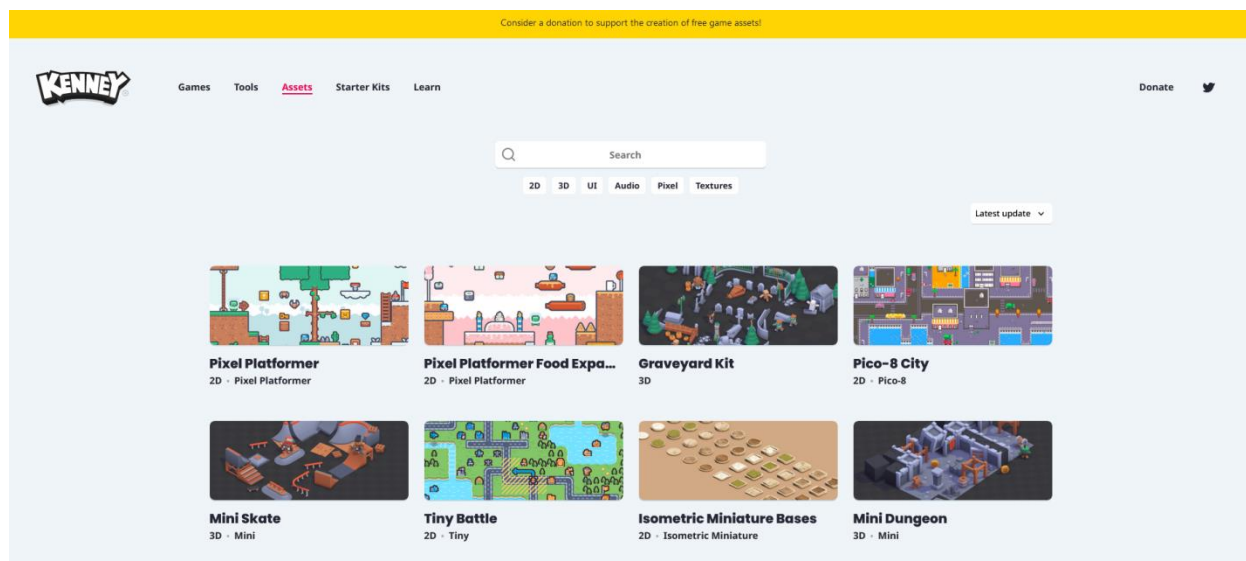 Consider a donation to support the creation of free game assets!
KENNEY
Games Tools Assets Starter Kits Learn Donate
Search
2D 3D UI Audio Pixel Textures
Latest update
Pixel Platformer Pixel Platformer Food Expa... Graveyard Kit Pico-8 City
2D • Pixel Platformer 2D • Pixel Platformer 3D 2D • Pico-8
Mini Skate Tiny Battle Isometric Miniature Bases Mini Dungeon
3D • Mini 2D • Tiny 2D • Isometric Miniature 3D • Mini